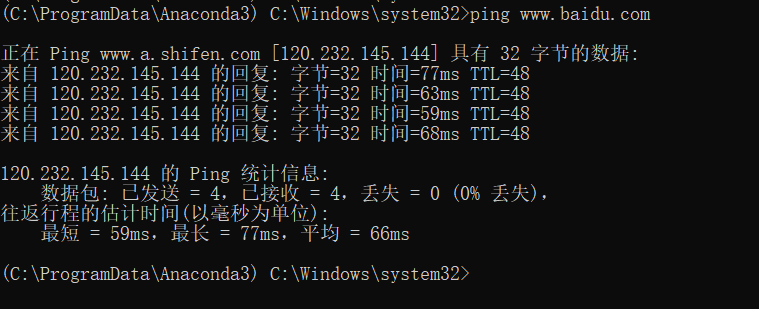 (C:\ProgramData\Anaconda3) C:\Windows\system32>ping www.baidu.com
正在 Ping www.a.shifen.com [120.232.145.144] 具有 32 字节的数据:
来自 120.232.145.144 的回复: 字节=32 时间=77ms TTL=48
来自 120.232.145.144 的回复: 字节=32 时间=63ms TTL=48
来自 120.232.145.144 的回复: 字节=32 时间=59ms TTL=48
来自 120.232.145.144 的回复: 字节=32 时间=68ms TTL=48
120.232.145.144 的 Ping 统计信息:
数据包: 已发送 = 4，已接收 = 4，丢失 = 0 (0% 丢失)，
往返行程的估计时间(以毫秒为单位):
最短 = 59ms，最长 = 77ms，平均 = 66ms
(C:\ProgramData\Anaconda3) C:\Windows\system32>